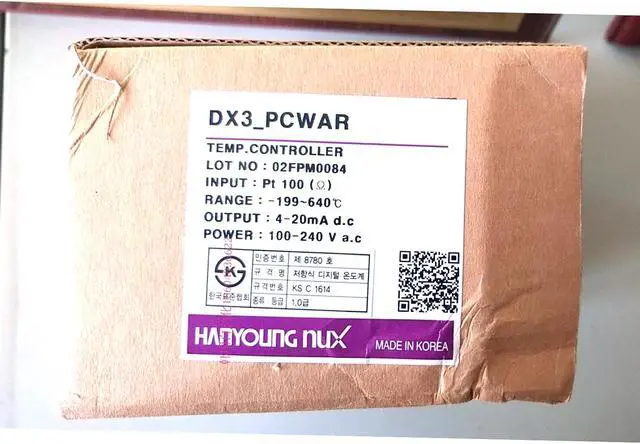 DX3_PCWAR
TEMP.CONTROLLER
LOT NO : 02FPM0084
INPUT : Pt 100 (Ω)
RANGE : -199~640℃
OUTPUT : 4-20mA d.c
POWER : 100-240 V a.c
인증번호 제 8780 호
규 격 명 저항식 디지털 온도계
규격번호 KS C 1614
종류 등급 1.0급
K
한국표준협회
HANYOUNG nux
MADE IN KOREA